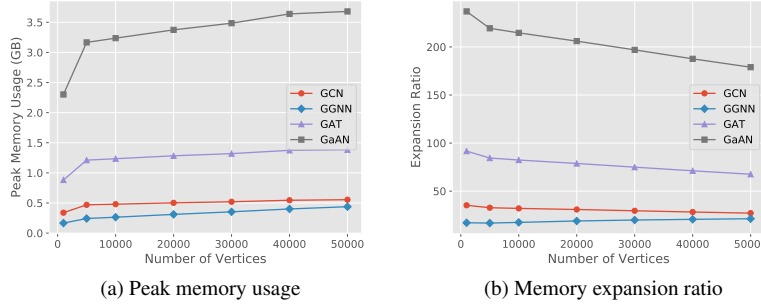 3.5
3.0
2.5
2.0
1.5
1.0
0.5
0.0
Peak Memory Usage (GB)
GCN
GGNN
GAT
GaAN
0 10000 20000 30000 40000 50000
Number of Vertices
(a) Peak memory usage
200
150
100
50
Expansion Ratio
GCN
GGNN
GAT
GaAN
0 10000 20000 30000 40000 5000
Number of Vertices
(b) Memory expansion ratio